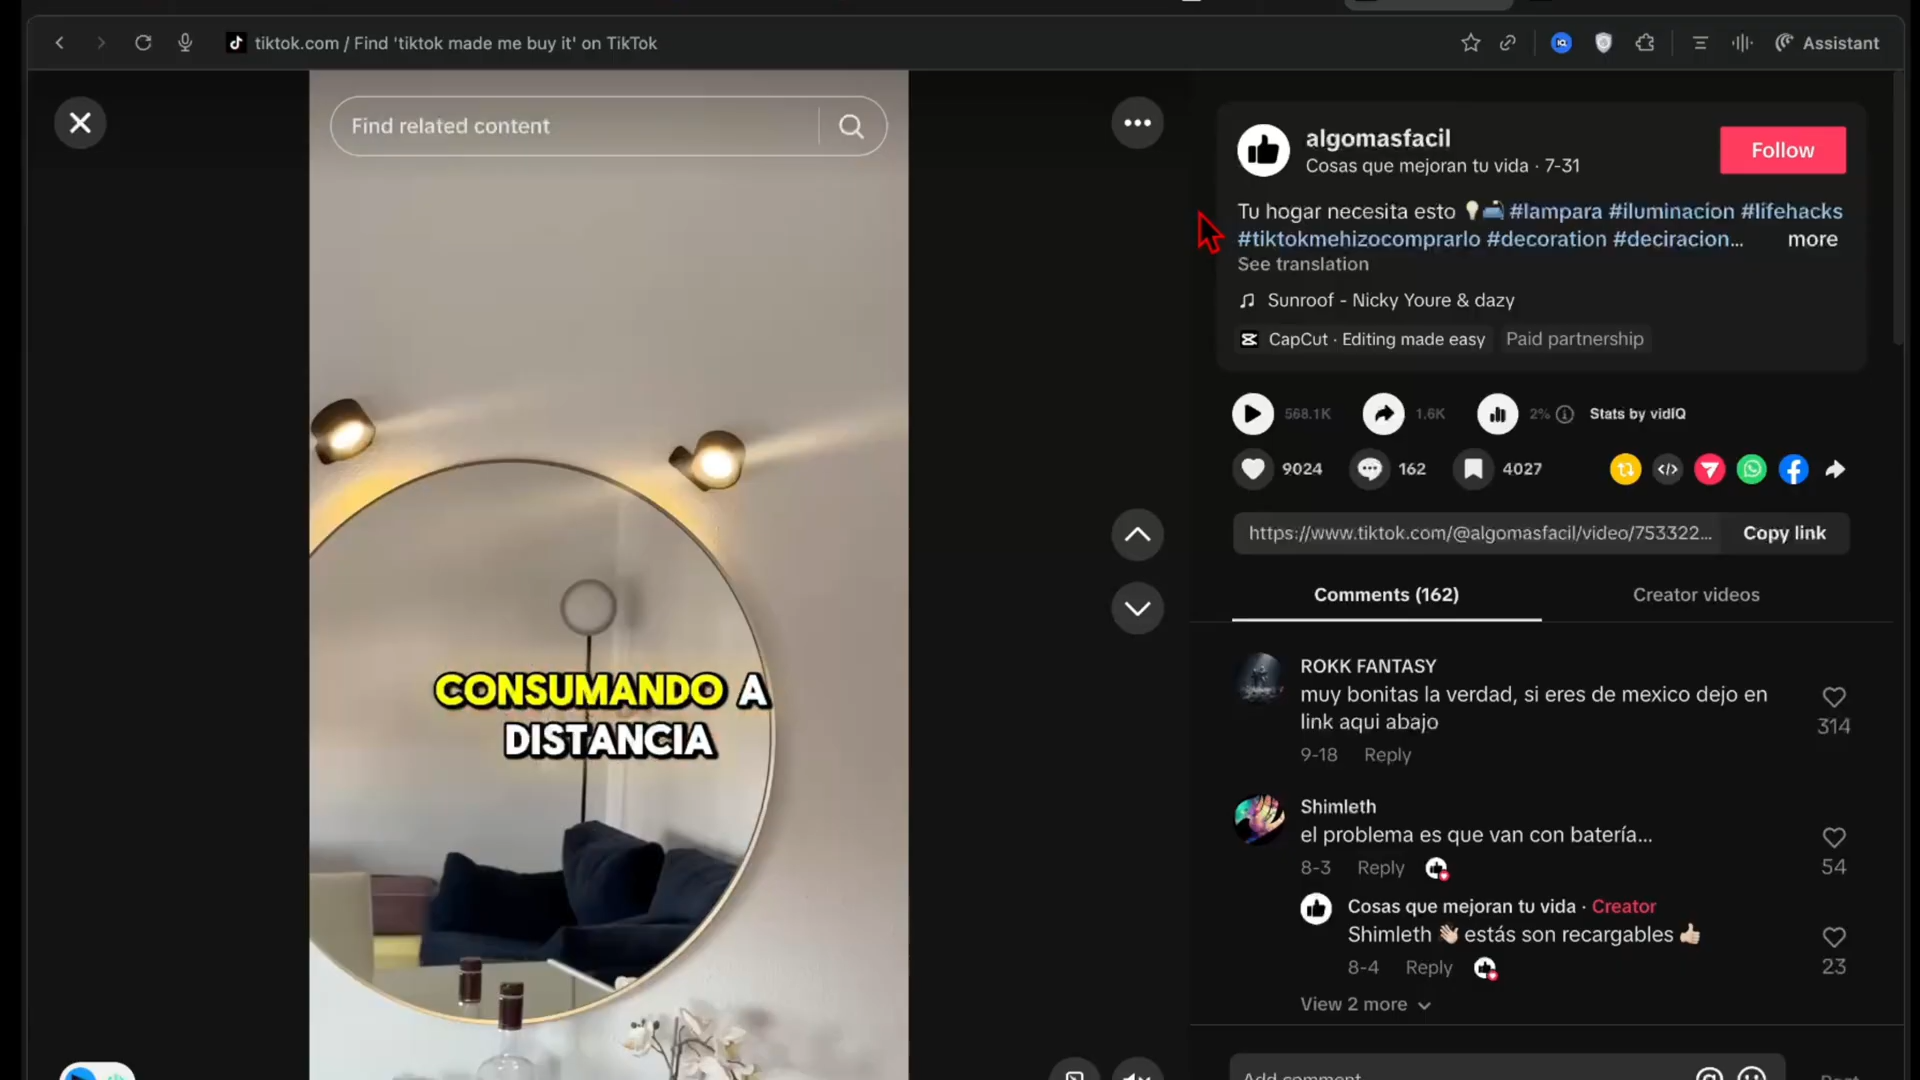 tiktok.com / Find 'tiktok made me buy it' on TikTok
Assistant
Find related content
CONSUMANDO A
DISTANCIA
algomasfacil
Cosas que mejoran tu vida · 7-31
Follow
Tu hogar necesita esto 💡🛋️ #lampara #iluminacion #lifehacks
#tiktokmehizocomprarlo #decoration #deciracion... more
See translation
Sunroof - Nicky Youre & dazy
CapCut · Editing made easy Paid partnership
568.1K 1.6K 2% Stats by vidIQ
9024 162 4027
https://www.tiktok.com/@algomasfacil/video/753322... Copy link
Comments (162) Creator videos
ROKK FANTASY
muy bonitas la verdad, si eres de mexico dejo en
link aqui abajo
314
9-18 Reply
Shimleth
el problema es que van con batería...
8-3 Reply
54
Cosas que mejoran tu vida · Creator
Shimleth 👋🏻 estás son recargables 👍🏻
8-4 Reply
23
View 2 more